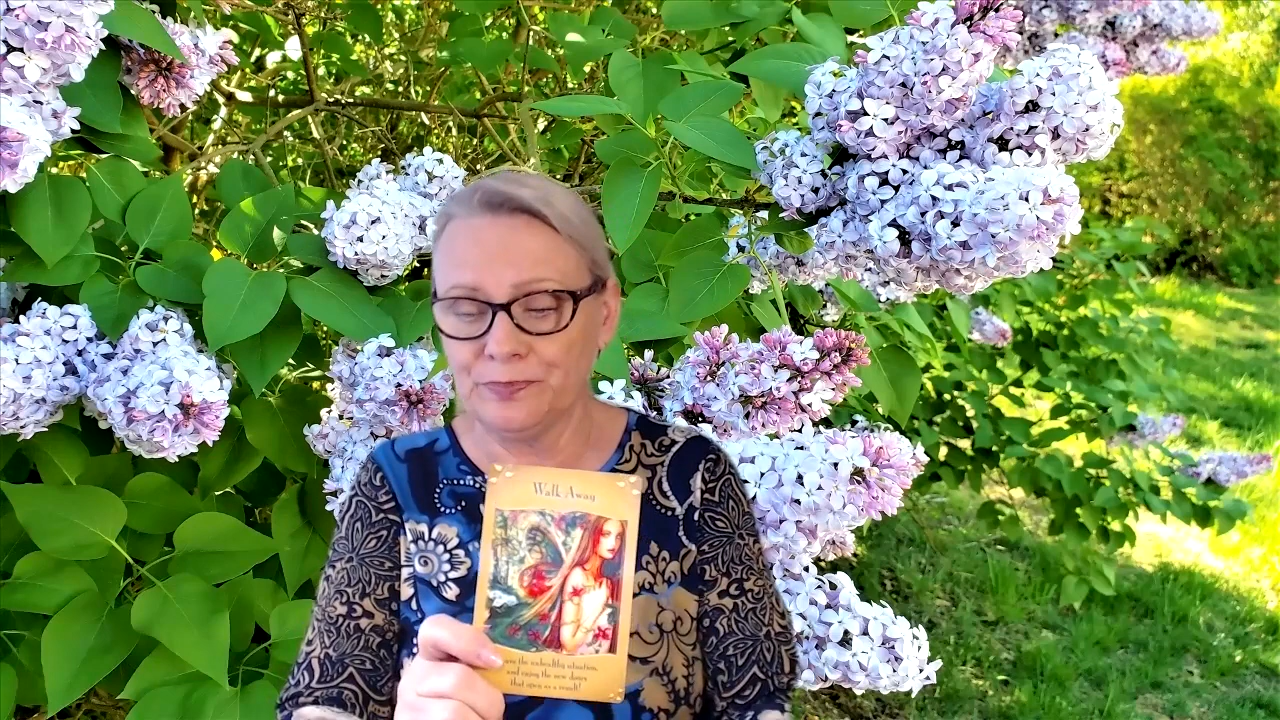 Walk Away
the unhealthy situation,
and enjoy the new doors
that open as a result!